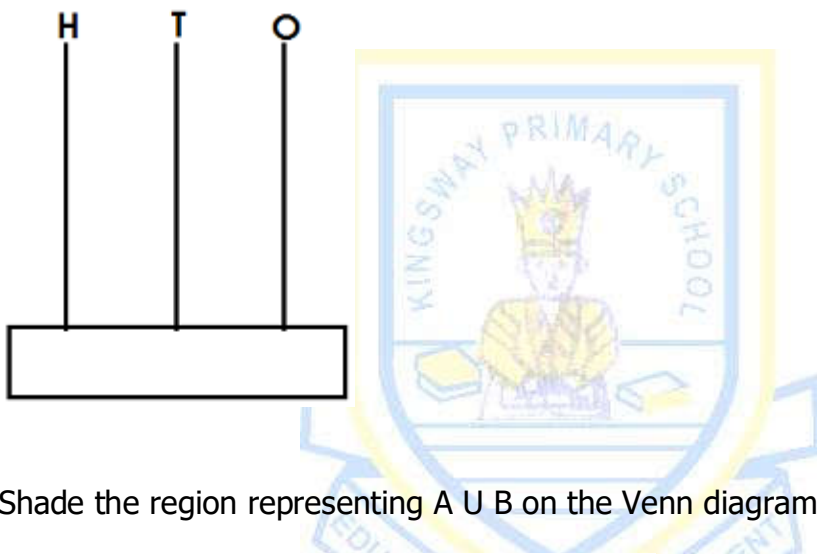 H T O
KINGSWAY PRIMARY SCHOOL
Shade the region representing A U B on the Venn diagram